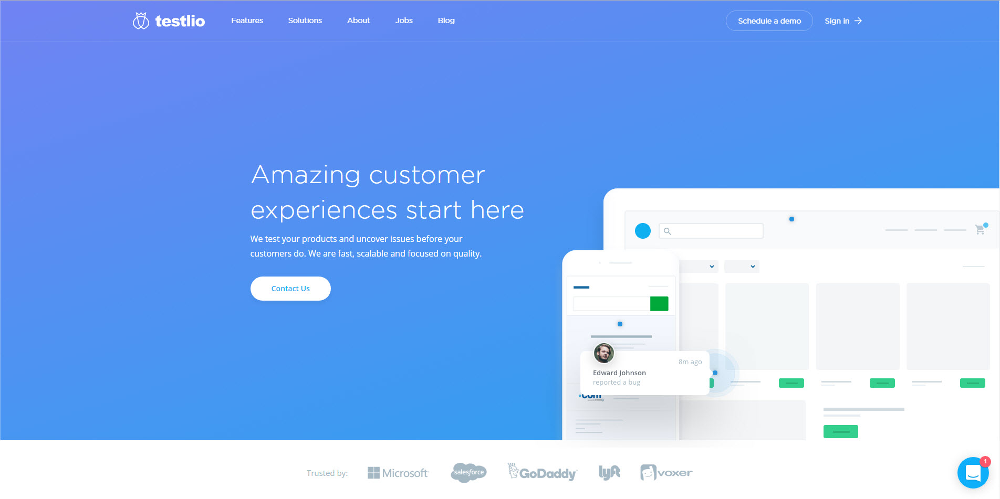 testlio
Features
Solutions
About
Jobs
Blog
Schedule a demo
Sign in
Amazing customer
experiences start here
We test your products and uncover issues before your
customers do. We are fast, scalable and focused on quality.
Contact Us
8m ago
Edward Johnson
reported a bug
.com
Trusted by:
Microsoft
salesforce
GoDaddy
lyft
voxer
1